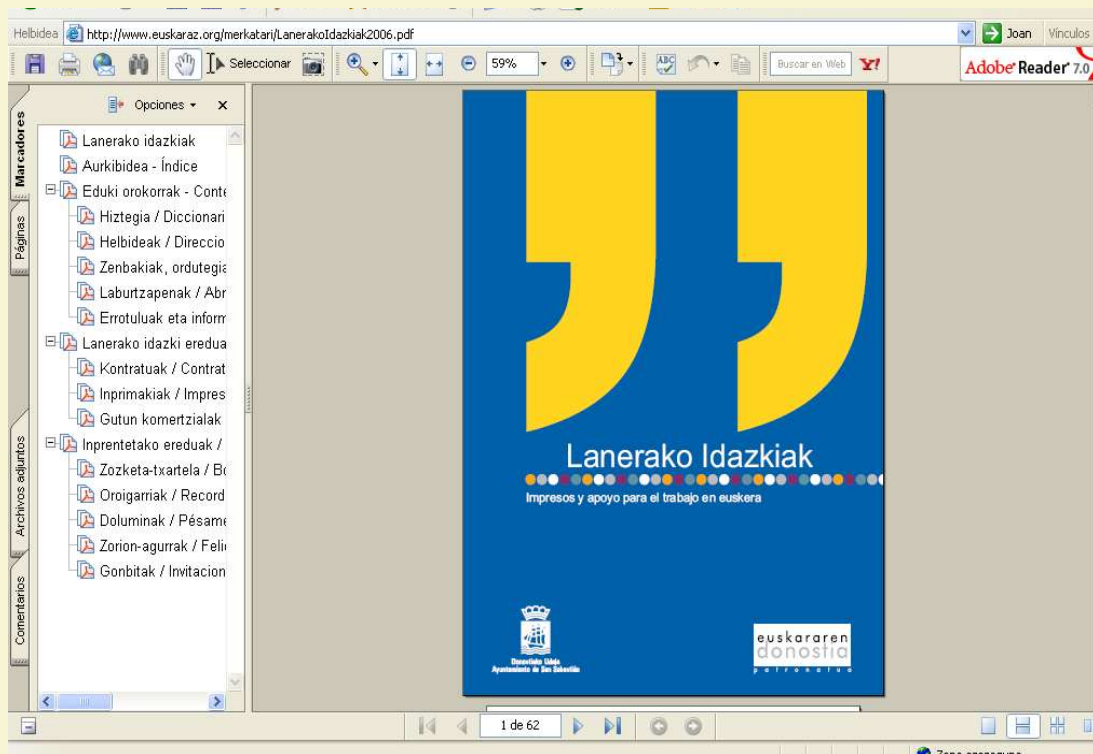 Helbidea http://www.euskaraz.org/merkatari/LanerakoIdazkiak2006.pdf Joan Vinculos
Seleccionar 59% ABC Buscar en Web Y! Adobe Reader 7.0
Opciones x
Marcadores
Páginas
Archivos adjuntos
Comentarios
Lanerako idazkiak
Aurkibidea - Índice
Eduki orokorrak - Conte
Hiztegia / Diccionari
Helbideak / Direccio
Zenbakiak, ordutegia
Laburtzapenak / Abr
Errotuluak eta inform
Lanerako idazki eredua
Kontratuak / Contrat
Inprimakiak / Impres
Gutun komertzialak
Inprentetako ereduak /
Zozketa-txartela / Bo
Oroigarriak / Record
Doluminak / Pésame
Zorion-agurrak / Feli
Gonbitak / Invitacion
Lanerako Idazkiak
Impresos y apoyo para el trabajo en euskera
Donostiako Udala
Ayuntamiento de San Sebastián
euskararen
donostia
patronatua
1 de 62